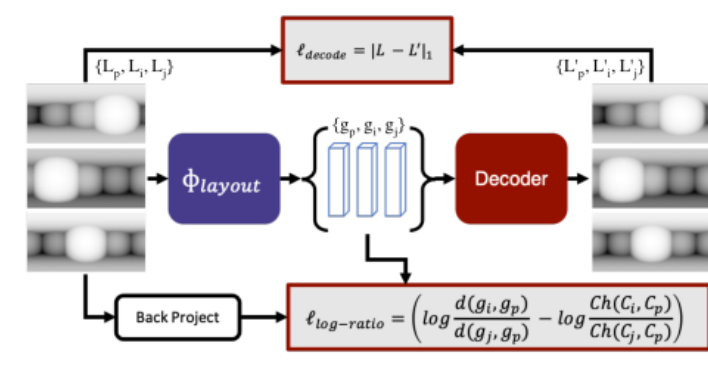 ℓ_decode = |L − L'|_1
{L_p, L_i, L_j}
{L'_p, L'_i, L'_j}
{g_p, g_i, g_j}
Φ_layout
Decoder
Back Project
ℓ_log−ratio = ( log d(g_i, g_p) / d(g_j, g_p) − log Ch(C_i, C_p) / Ch(C_j, C_p) )